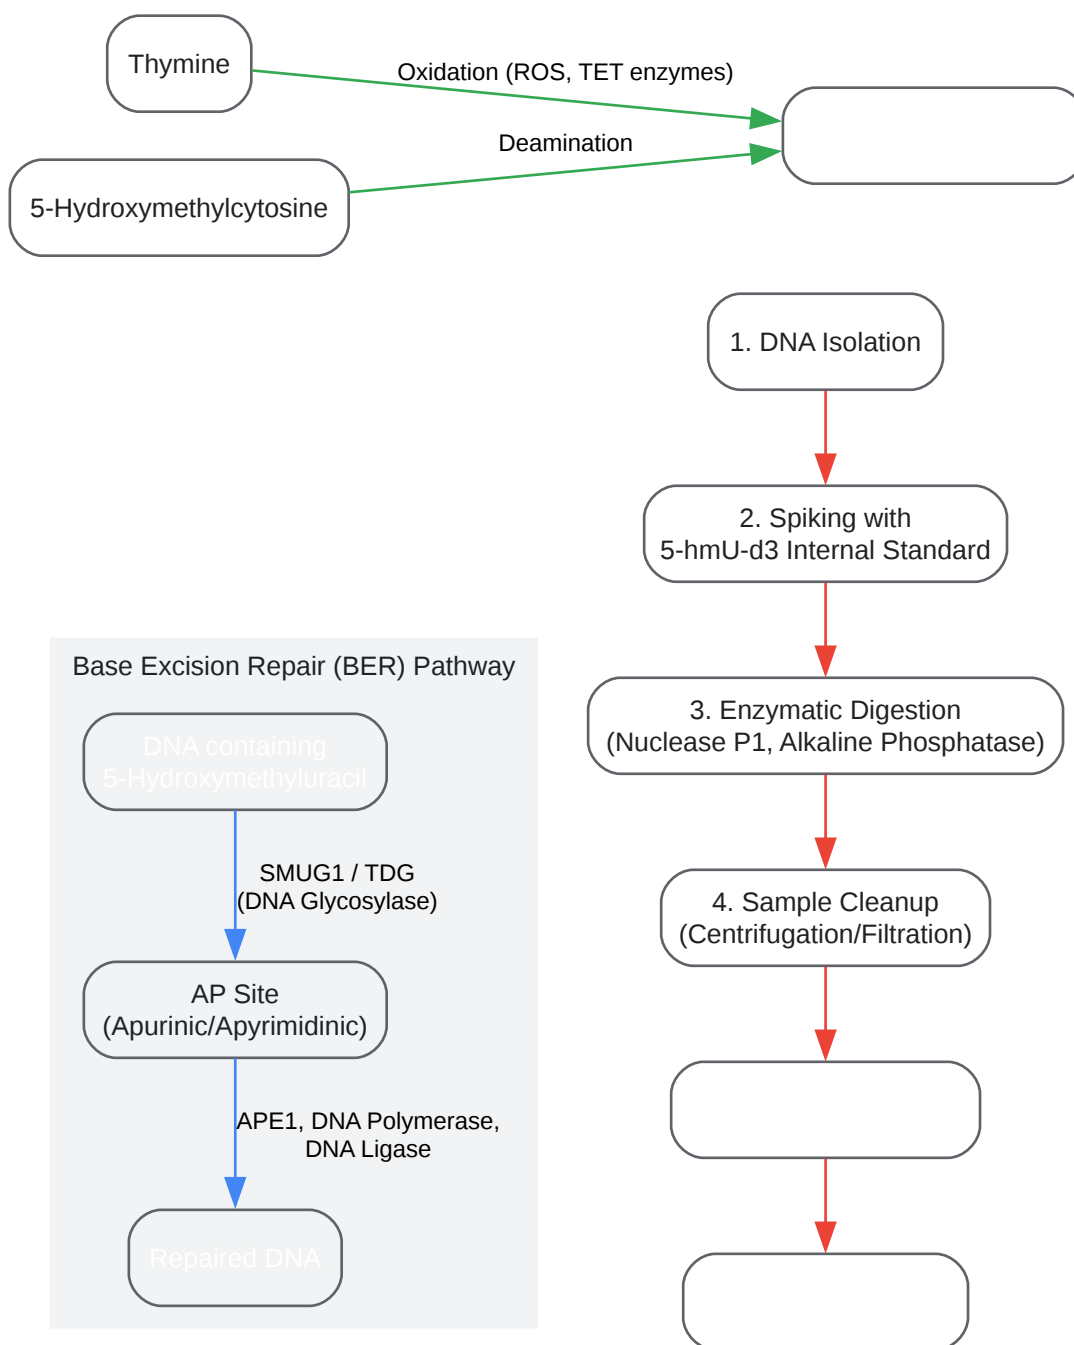 Thymine
Oxidation (ROS, TET enzymes)
Deamination
5-Hydroxymethylcytosine
1. DNA Isolation
2. Spiking with
5-hmU-d3 Internal Standard
3. Enzymatic Digestion
(Nuclease P1, Alkaline Phosphatase)
4. Sample Cleanup
(Centrifugation/Filtration)
Base Excision Repair (BER) Pathway
DNA containing
5-Hydroxymethyluracil
SMUG1 / TDG
(DNA Glycosylase)
AP Site
(Apurinic/Apyrimidinic)
APE1, DNA Polymerase,
DNA Ligase
Repaired DNA